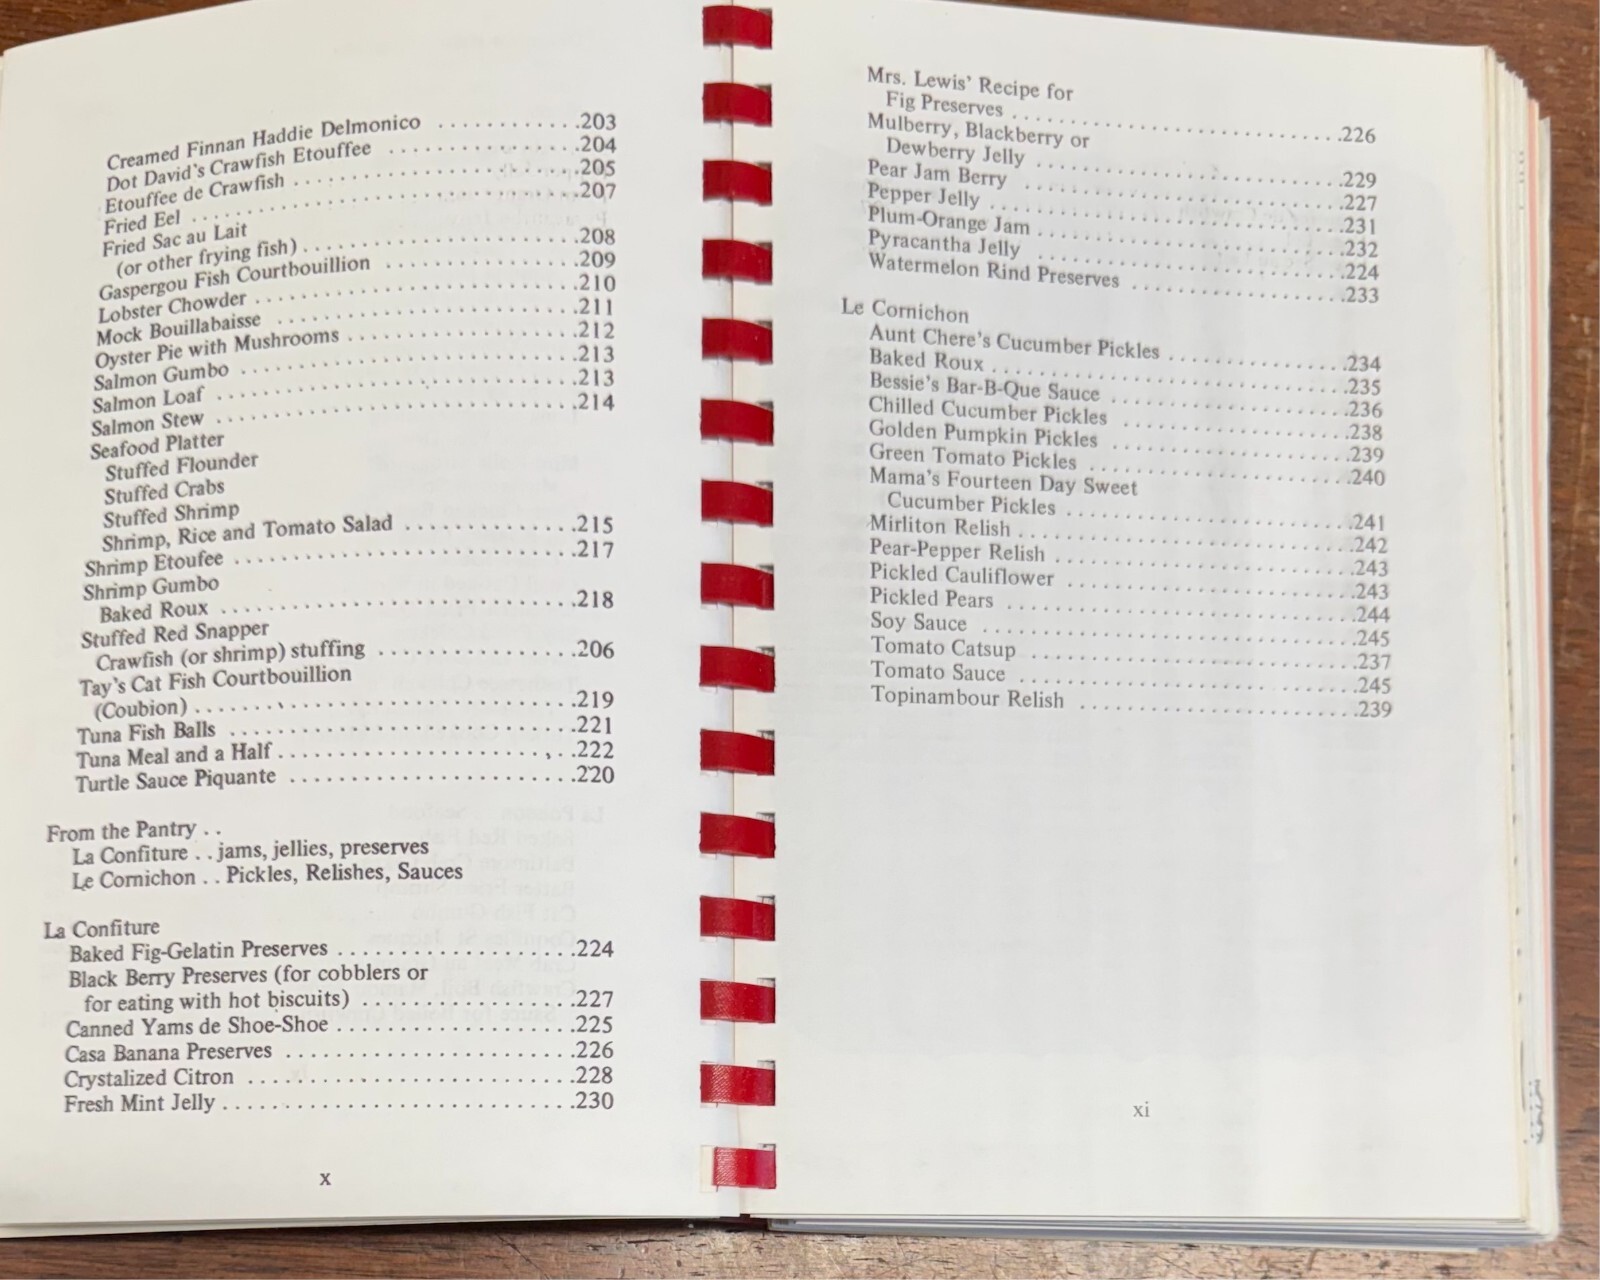 Creamed Finnan Haddie Delmonico ............203
Dot David's Crawfish Etouffee ................204
Etouffee de Crawfish ........................205
Fried Eel ..................................207
Fried Sac au Lait
(or other frying fish) .......................208
Gaspergou Fish Courtbouillion ................209
Lobster Chowder ............................210
Mock Bouillabaisse ..........................211
Oyster Pie with Mushrooms ...................212
Salmon Gumbo .............................213
Salmon Loaf ...............................213
Salmon Stew ...............................214
Seafood Platter
Stuffed Flounder
Stuffed Crabs
Stuffed Shrimp
Shrimp, Rice and Tomato Salad ..............215
Shrimp Etoufee .............................217
Shrimp Gumbo
Baked Roux ...............................218
Stuffed Red Snapper
Crawfish (or shrimp) stuffing ................206
Tay's Cat Fish Courtbouillion
(Coubion) .................................219
Tuna Fish Balls .............................221
Tuna Meal and a Half ........................222
Turtle Sauce Piquante .......................220
From the Pantry . .
La Confiture . . jams, jellies, preserves
Le Cornichon . . Pickles, Relishes, Sauces
La Confiture
Baked Fig-Gelatin Preserves ...................224
Black Berry Preserves (for cobblers or
for eating with hot biscuits) .................227
Canned Yams de Shoe-Shoe ...................225
Casa Banana Preserves .......................226
Crystalized Citron ..........................228
Fresh Mint Jelly ............................230
x
Mrs. Lewis' Recipe for
Fig Preserves ..............................226
Mulberry, Blackberry or
Dewberry Jelly ............................229
Pear Jam Berry ............................227
Pepper Jelly ...............................231
Plum-Orange Jam ..........................232
Pyracantha Jelly ...........................224
Watermelon Rind Preserves ..................233
Le Cornichon
Aunt Chere's Cucumber Pickles ...............234
Baked Roux ...............................235
Bessie's Bar-B-Que Sauce ....................236
Chilled Cucumber Pickles ....................238
Golden Pumpkin Pickles .....................239
Green Tomato Pickles .......................240
Mama's Fourteen Day Sweet
Cucumber Pickles ..........................241
Mirliton Relish .............................242
Pear-Pepper Relish ..........................243
Pickled Cauliflower .........................243
Pickled Pears ..............................244
Soy Sauce ................................245
Tomato Catsup ............................237
Tomato Sauce .............................245
Topinambour Relish ........................239
xi